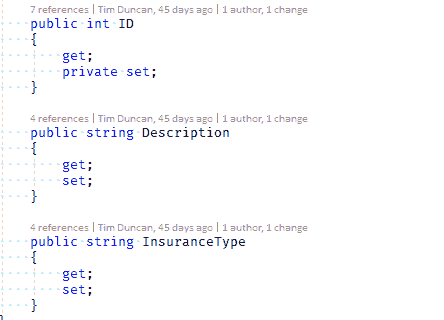 7 references | Tim Duncan, 45 days ago | 1 author, 1 change
public int ID
{
get;
private set;
}
4 references | Tim Duncan, 45 days ago | 1 author, 1 change
public string Description
{
get;
set;
}
4 references | Tim Duncan, 45 days ago | 1 author, 1 change
public string InsuranceType
{
get;
set;
}